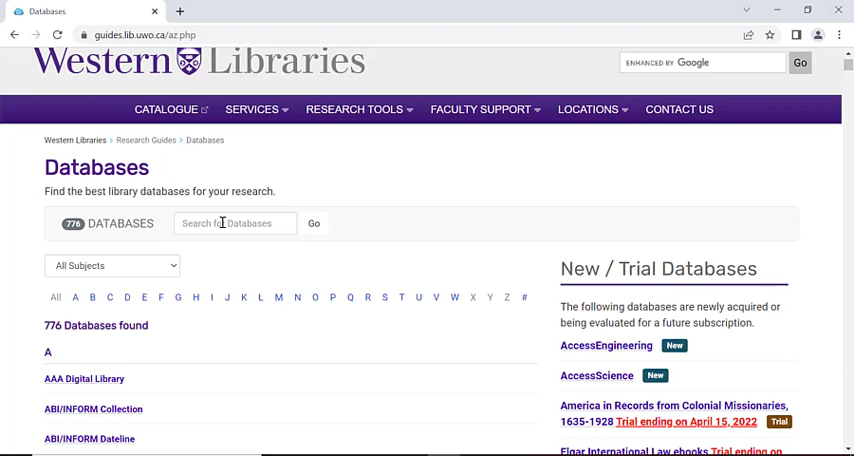 Databases
guides.lib.uwo.ca/az.php
Western Libraries
ENHANCED BY Google
Go
CATALOGUE SERVICES RESEARCH TOOLS FACULTY SUPPORT LOCATIONS CONTACT US
Western Libraries > Research Guides > Databases
Databases
Find the best library databases for your research.
776 DATABASES Search for Databases Go
All Subjects
All A B C D E F G H I J K L M N O P Q R S T U V W X Y Z #
776 Databases found
A
AAA Digital Library
ABI/INFORM Collection
ABI/INFORM Dateline
New / Trial Databases
The following databases are newly acquired or
being evaluated for a future subscription.
AccessEngineering New
AccessScience New
America in Records from Colonial Missionaries,
1635-1928 Trial ending on April 15, 2022 Trial
Elgar International Law ebooks Trial ending on